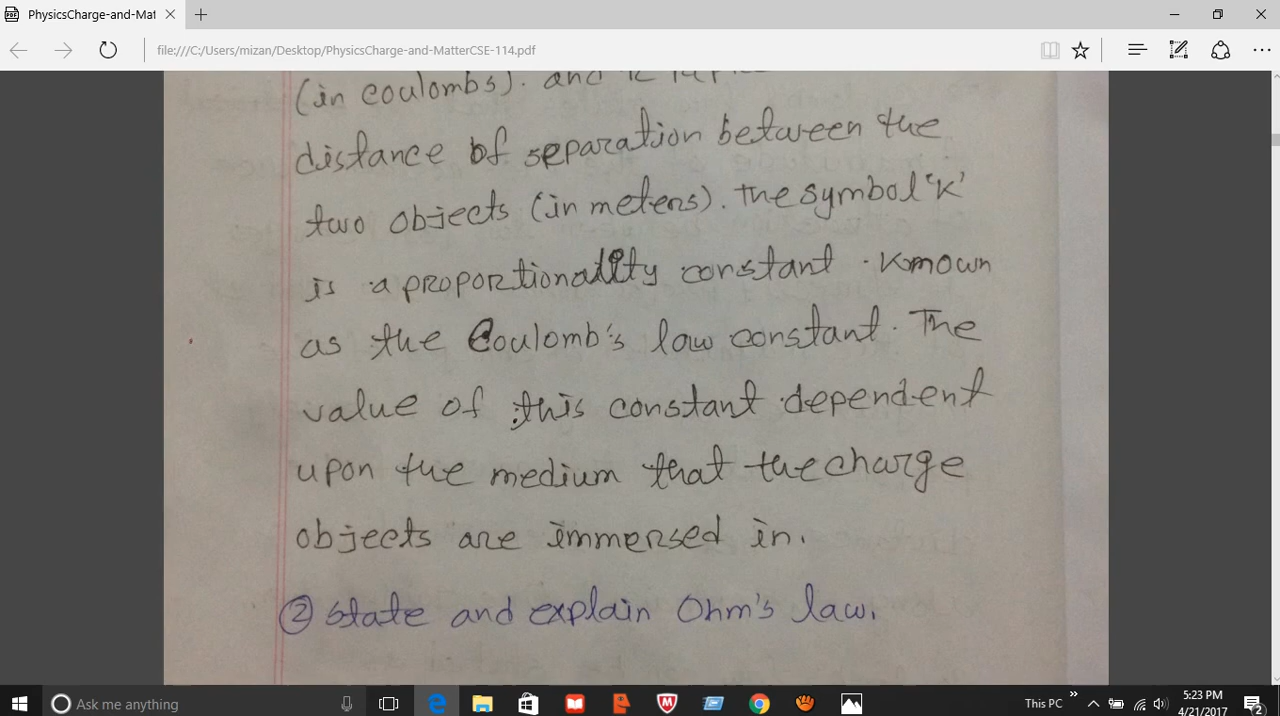 PhysicsCharge-and-Mat
file:///C:/Users/mizan/Desktop/PhysicsCharge-and-MatterCSE-114.pdf
(in coulombs). and
distance of separation between the
two objects (in meters). The symbol 'K'
is a proportionality constant. Known
as the Coulomb's law constant. The
value of this constant dependent
upon the medium that the charge
objects are immersed in.
② State and explain Ohm's law.
Ask me anything
This PC
5:23 PM
4/21/2017
2